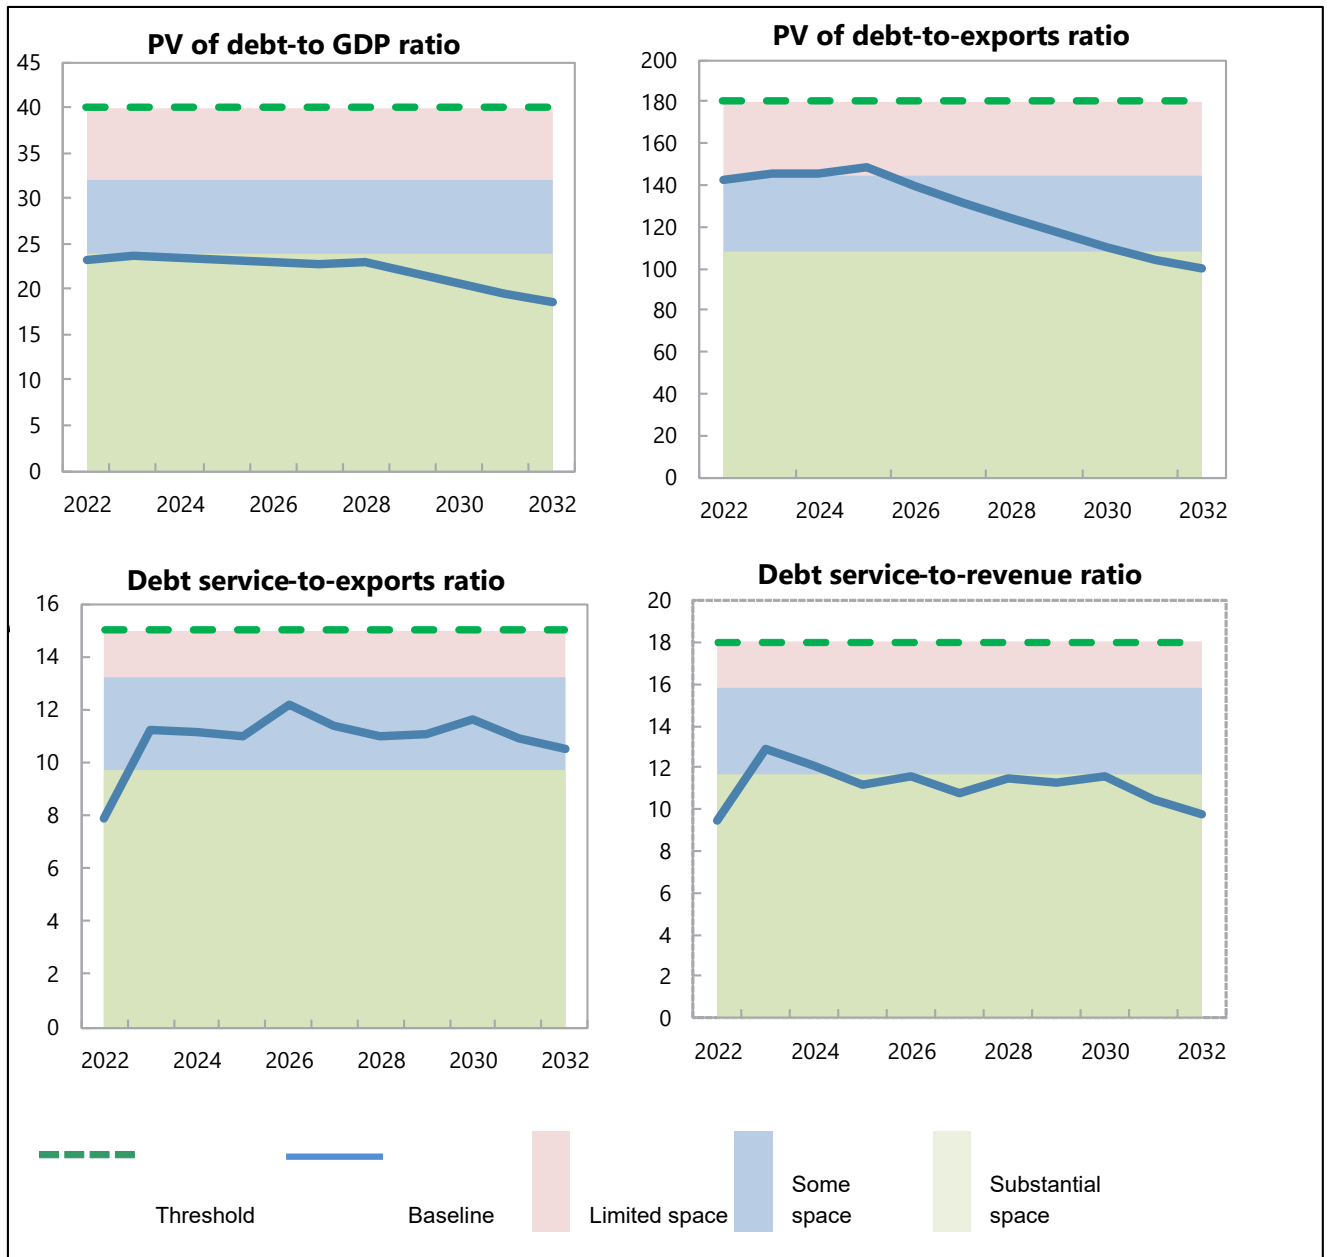 PV of debt-to GDP ratio
45
40
35
30
25
20
15
10
5
0
2022 2024 2026 2028 2030 2032
PV of debt-to-exports ratio
200
180
160
140
120
100
80
60
40
20
0
2022 2024 2026 2028 2030 2032
Debt service-to-exports ratio
16
14
12
10
8
6
4
2
0
2022 2024 2026 2028 2030 2032
Debt service-to-revenue ratio
20
18
16
14
12
10
8
6
4
2
0
2022 2024 2026 2028 2030 2032
Threshold
Baseline
Limited space
Some
space
Substantial
space